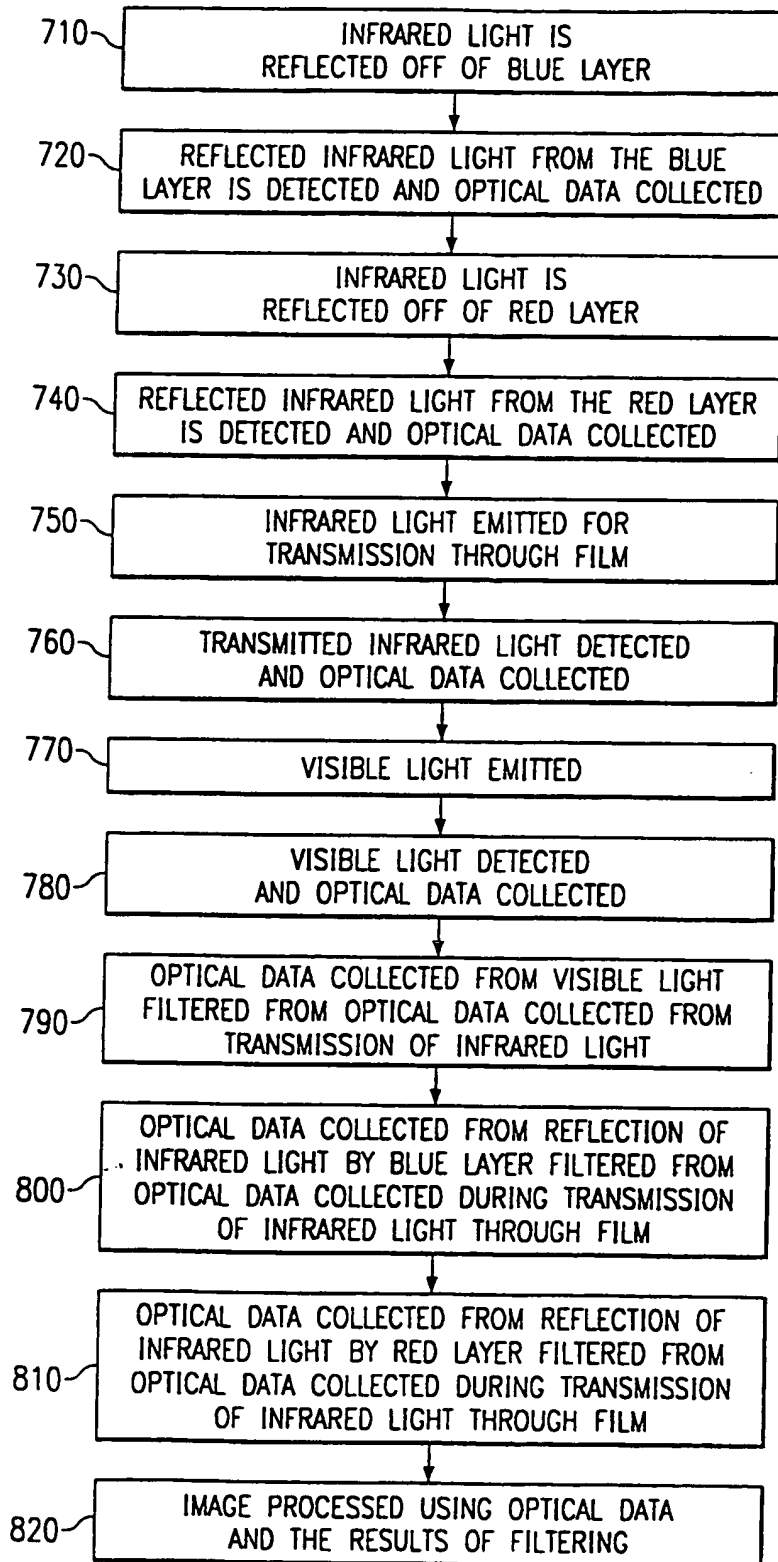 710
INFRARED LIGHT IS
REFLECTED OFF OF BLUE LAYER
720
REFLECTED INFRARED LIGHT FROM THE BLUE
LAYER IS DETECTED AND OPTICAL DATA COLLECTED
730
INFRARED LIGHT IS
REFLECTED OFF OF RED LAYER
740
REFLECTED INFRARED LIGHT FROM THE RED LAYER
IS DETECTED AND OPTICAL DATA COLLECTED
750
INFRARED LIGHT EMITTED FOR
TRANSMISSION THROUGH FILM
760
TRANSMITTED INFRARED LIGHT DETECTED
AND OPTICAL DATA COLLECTED
770
VISIBLE LIGHT EMITTED
780
VISIBLE LIGHT DETECTED
AND OPTICAL DATA COLLECTED
790
OPTICAL DATA COLLECTED FROM VISIBLE LIGHT
FILTERED FROM OPTICAL DATA COLLECTED FROM
TRANSMISSION OF INFRARED LIGHT
800
OPTICAL DATA COLLECTED FROM REFLECTION OF
INFRARED LIGHT BY BLUE LAYER FILTERED FROM
OPTICAL DATA COLLECTED DURING TRANSMISSION
OF INFRARED LIGHT THROUGH FILM
810
OPTICAL DATA COLLECTED FROM REFLECTION OF
INFRARED LIGHT BY RED LAYER FILTERED FROM
OPTICAL DATA COLLECTED DURING TRANSMISSION
OF INFRARED LIGHT THROUGH FILM
820
IMAGE PROCESSED USING OPTICAL DATA
AND THE RESULTS OF FILTERING